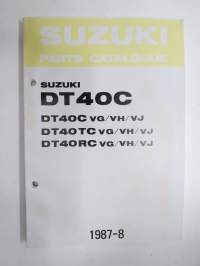 SUZUKI
PARTS CATALOGUE
SUZUKI
DT40C
DT40C VG/VH/VJ
DT40TC VG/VH/VJ
DT40RC VG/VH/VJ
1987-8